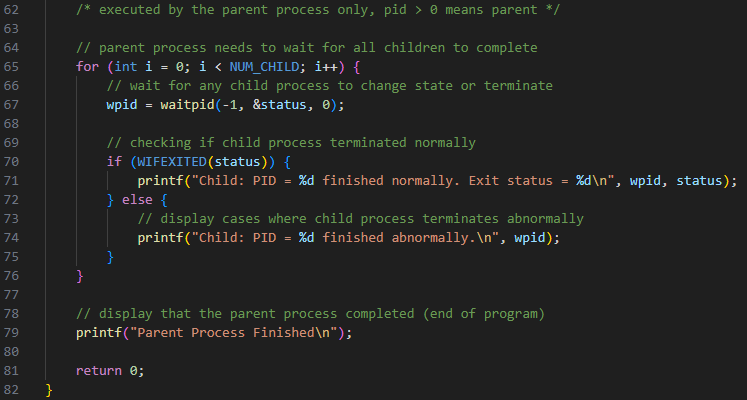 62 /* executed by the parent process only, pid > 0 means parent */
63
64 // parent process needs to wait for all children to complete
65 for (int i = 0; i < NUM_CHILD; i++) {
66 // wait for any child process to change state or terminate
67 wpid = waitpid(-1, &status, 0);
68
69 // checking if child process terminated normally
70 if (WIFEXITED(status)) {
71 printf("Child: PID = %d finished normally. Exit status = %d\n", wpid, status);
72 } else {
73 // display cases where child process terminates abnormally
74 printf("Child: PID = %d finished abnormally.\n", wpid);
75 }
76 }
77
78 // display that the parent process completed (end of program)
79 printf("Parent Process Finished\n");
80
81 return 0;
82 }